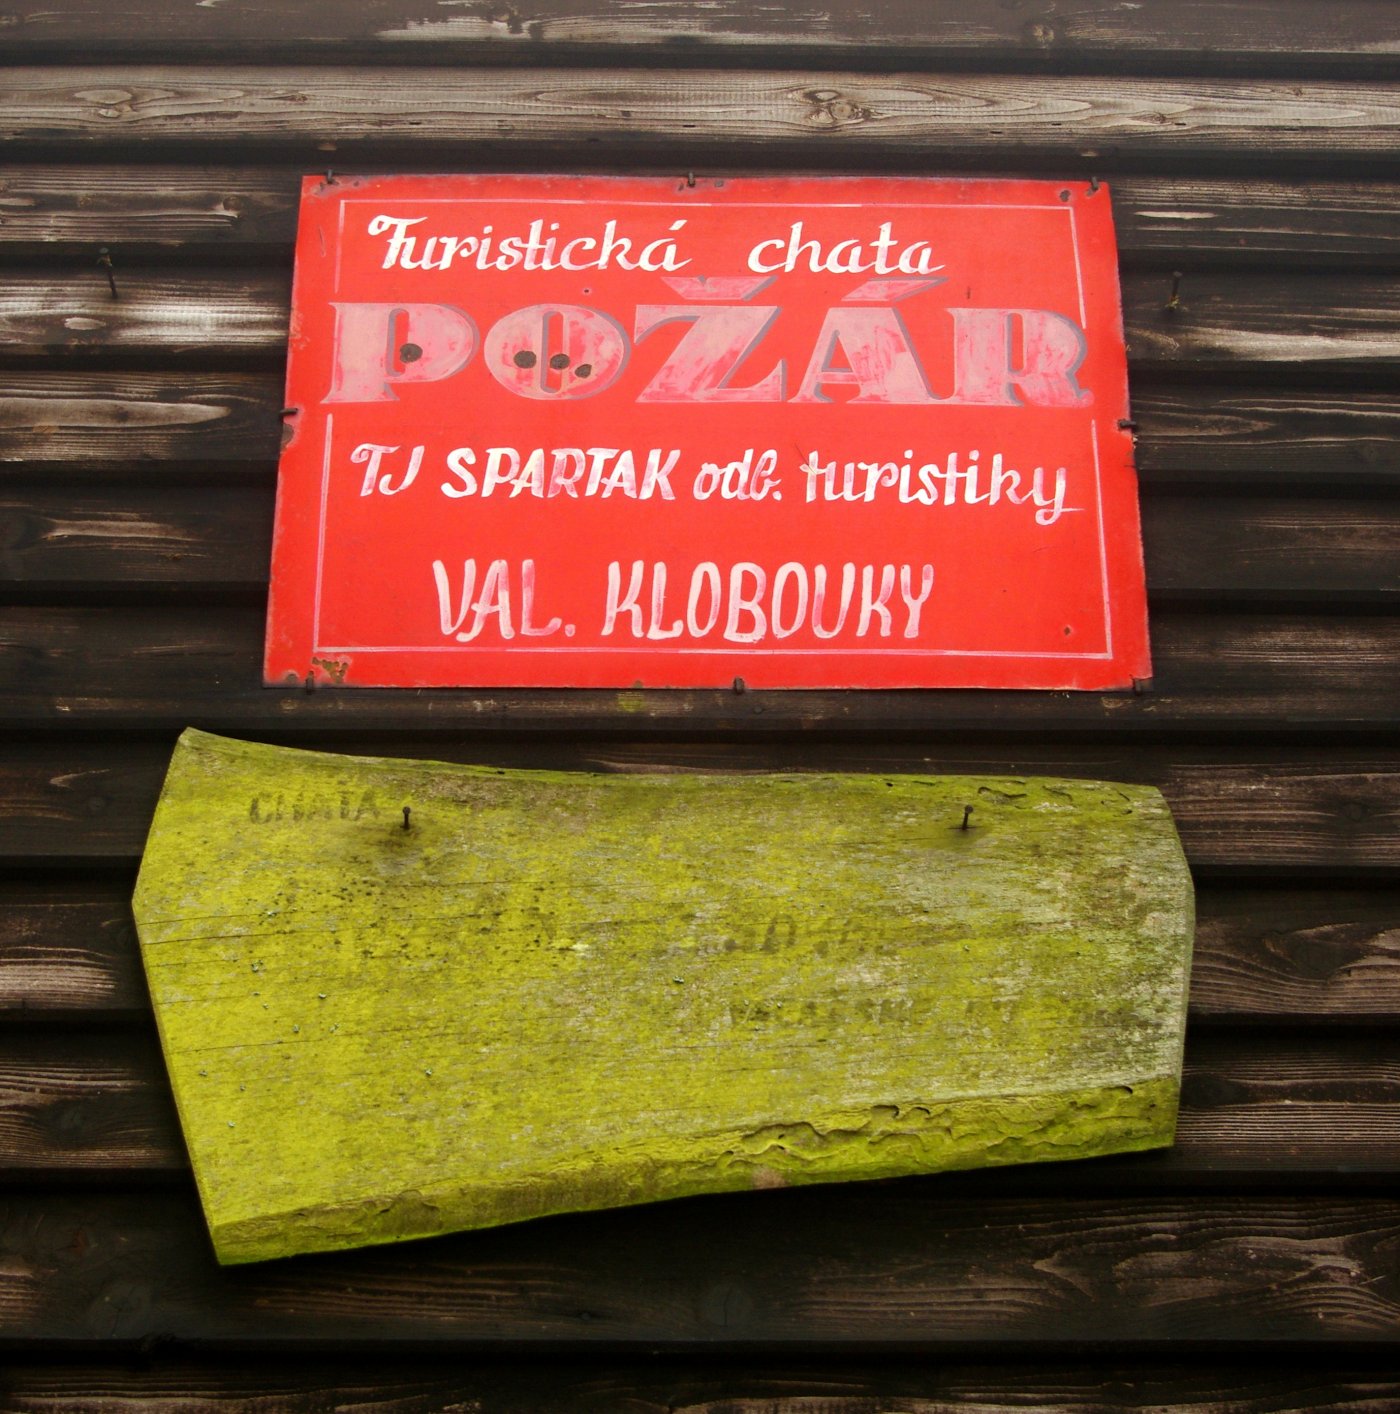 Turistická chata
POŽÁR
TJ SPARTAK odb. turistiky
VAL. KLOBOUKY
CHATA